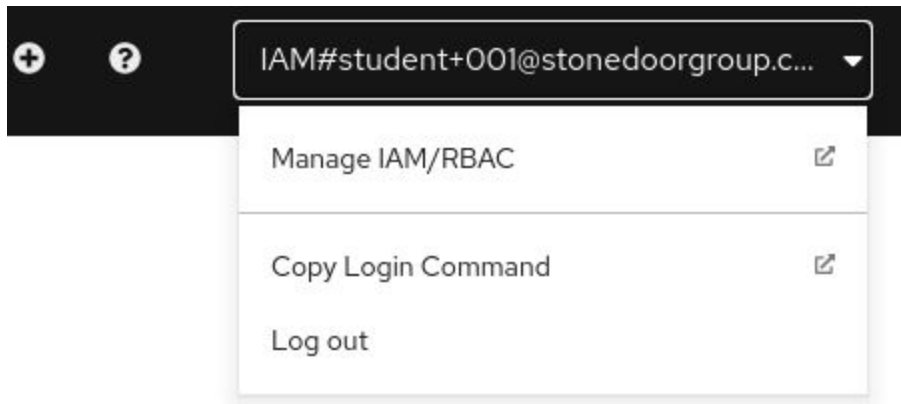 IAM#student+001@stonedoorgroup.c...
Manage IAM/RBAC
Copy Login Command
Log out